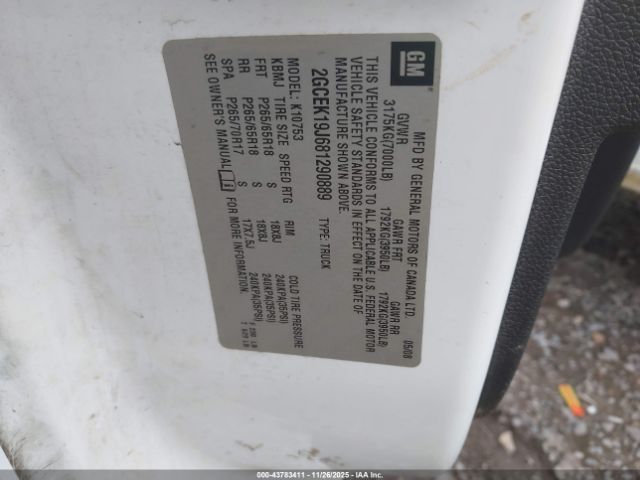 GM
MFD BY GENERAL MOTORS OF CANADA LTD.
05/08
GVWR GAWR FRT GAWR RR
3175KG(7000LB) 1792KG(3950LB) 1792KG(3950LB)
THIS VEHICLE CONFORMS TO ALL APPLICABLE U.S. FEDERAL MOTOR
VEHICLE SAFETY STANDARDS IN EFFECT ON THE DATE OF
MANUFACTURE SHOWN ABOVE.
2GCEK19J681290889 TYPE: TRUCK
MODEL: K10753
KBMJ TIRE SIZE SPEED RTG RIM COLD TIRE PRESSURE
FRT P265/65R18 S 18X8J 240KPA(35PSI)
RR P265/65R18 S 18X8J 240KPA(35PSI)
SPA P265/70R17 S 17X7.5J 240KPA(35PSI)
SEE OWNER'S MANUAL FOR MORE INFORMATION.
000-43783411 - 11/26/2025 - IAA Inc.